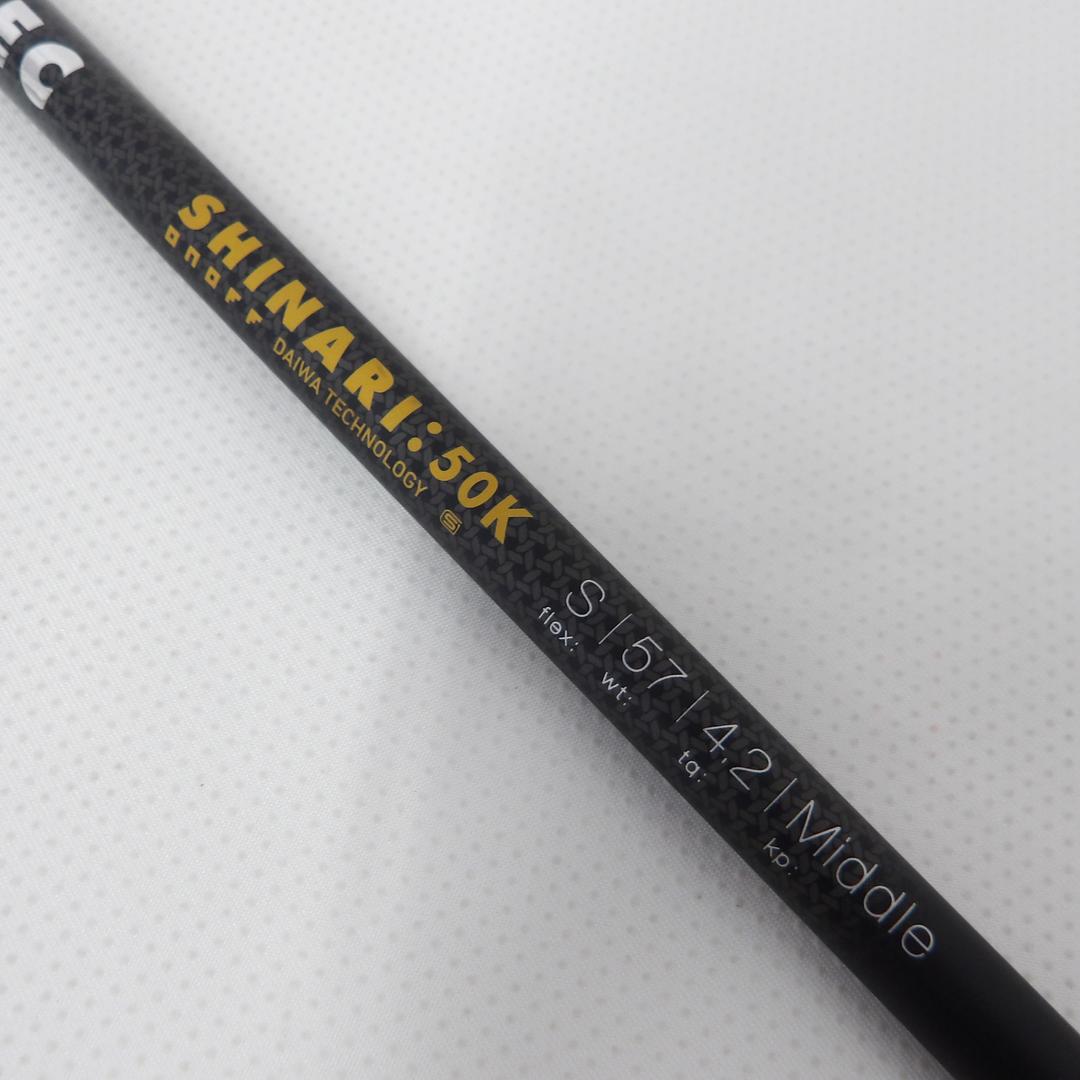 EC
SHINARI:50K
onoff DAIWA TECHNOLOGY S
S | 57 | 4.2 | Middle
flex: wt: tq: kp: